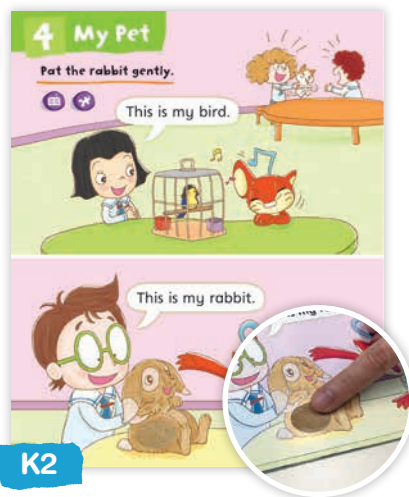 4 My Pet
Pat the rabbit gently.
This is my bird.
This is my rabbit.
K2